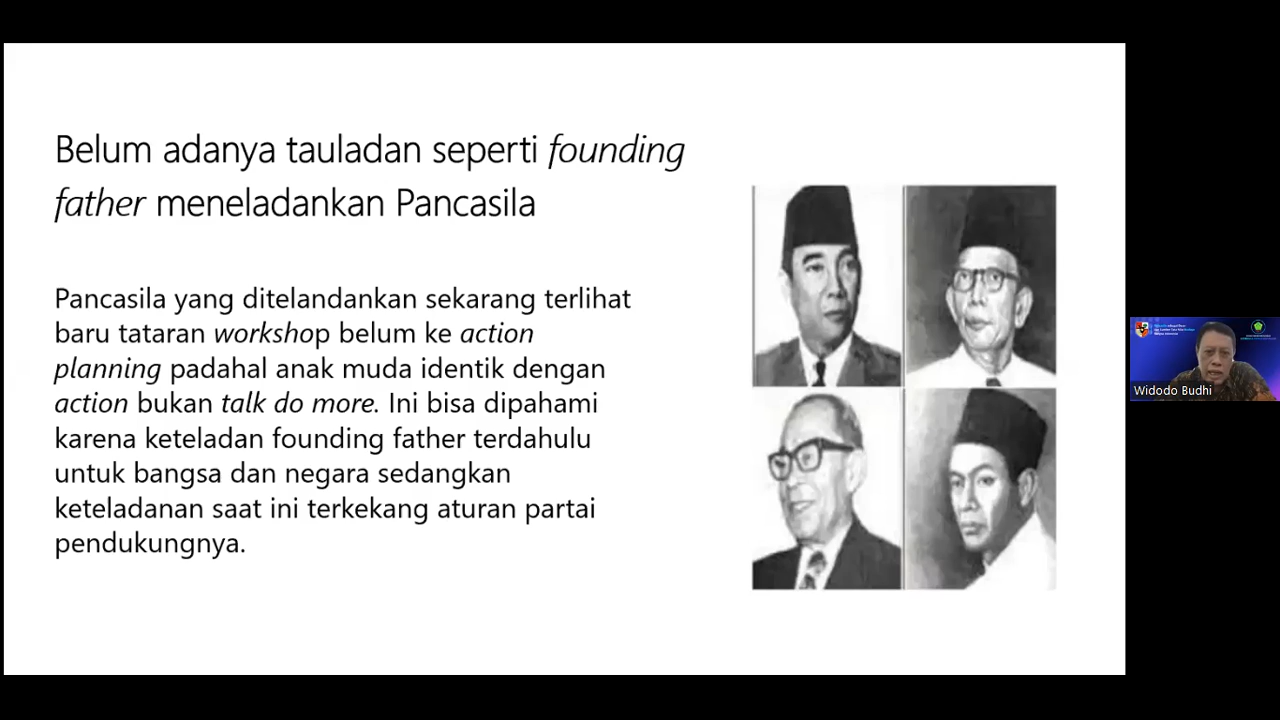 Belum adanya tauladan seperti founding
father meneladankan Pancasila
Pancasila yang ditelandankan sekarang terlihat
baru tataran workshop belum ke action
planning padahal anak muda identik dengan
action bukan talk do more. Ini bisa dipahami
karena keteladan founding father terdahulu
untuk bangsa dan negara sedangkan
keteladanan saat ini terkekang aturan partai
pendukungnya.
Widodo Budhi